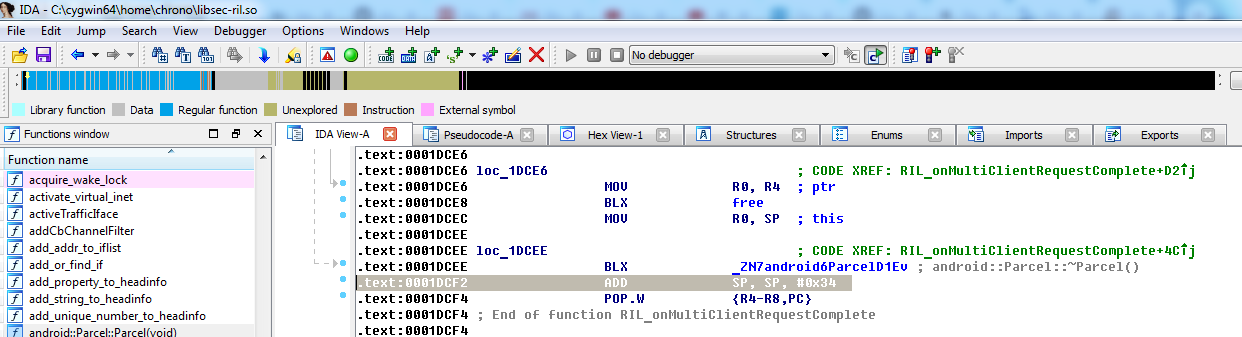 IDA - C:\cygwin64\home\chrono\libsec-ril.so
File Edit Jump Search View Debugger Options Windows Help
No debugger
Library function Data Regular function Unexplored Instruction External symbol
Functions window
IDA View-A Pseudocode-A Hex View-1 Structures Enums Imports Exports
Function name
acquire_wake_lock
activate_virtual_inet
activeTrafficIface
addCbChannelFilter
add_addr_to_iflist
add_or_find_if
add_property_to_headinfo
add_string_to_headinfo
add_unique_number_to_headinfo
android::Parcel::Parcel(void)
.text:0001DCE6
.text:0001DCE6 loc_1DCE6 ; CODE XREF: RIL_onMultiClientRequestComplete+D2↑j
.text:0001DCE6 MOV R0, R4 ; ptr
.text:0001DCE8 BLX free
.text:0001DCEC MOV R0, SP ; this
.text:0001DCEE
.text:0001DCEE loc_1DCEE ; CODE XREF: RIL_onMultiClientRequestComplete+4C↑j
.text:0001DCEE BLX _ZN7android6ParcelD1Ev ; android::Parcel::~Parcel()
.text:0001DCF2 ADD SP, SP, #0x34
.text:0001DCF4 POP.W {R4-R8,PC}
.text:0001DCF4 ; End of function RIL_onMultiClientRequestComplete
.text:0001DCF4